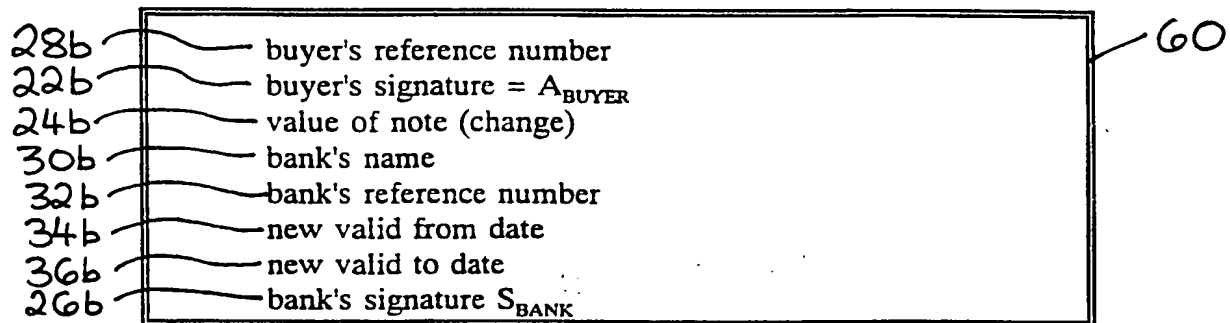 28b buyer's reference number 60
22b buyer's signature = A_BUYER
24b value of note (change)
30b bank's name
32b bank's reference number
34b new valid from date
36b new valid to date
26b bank's signature S_BANK